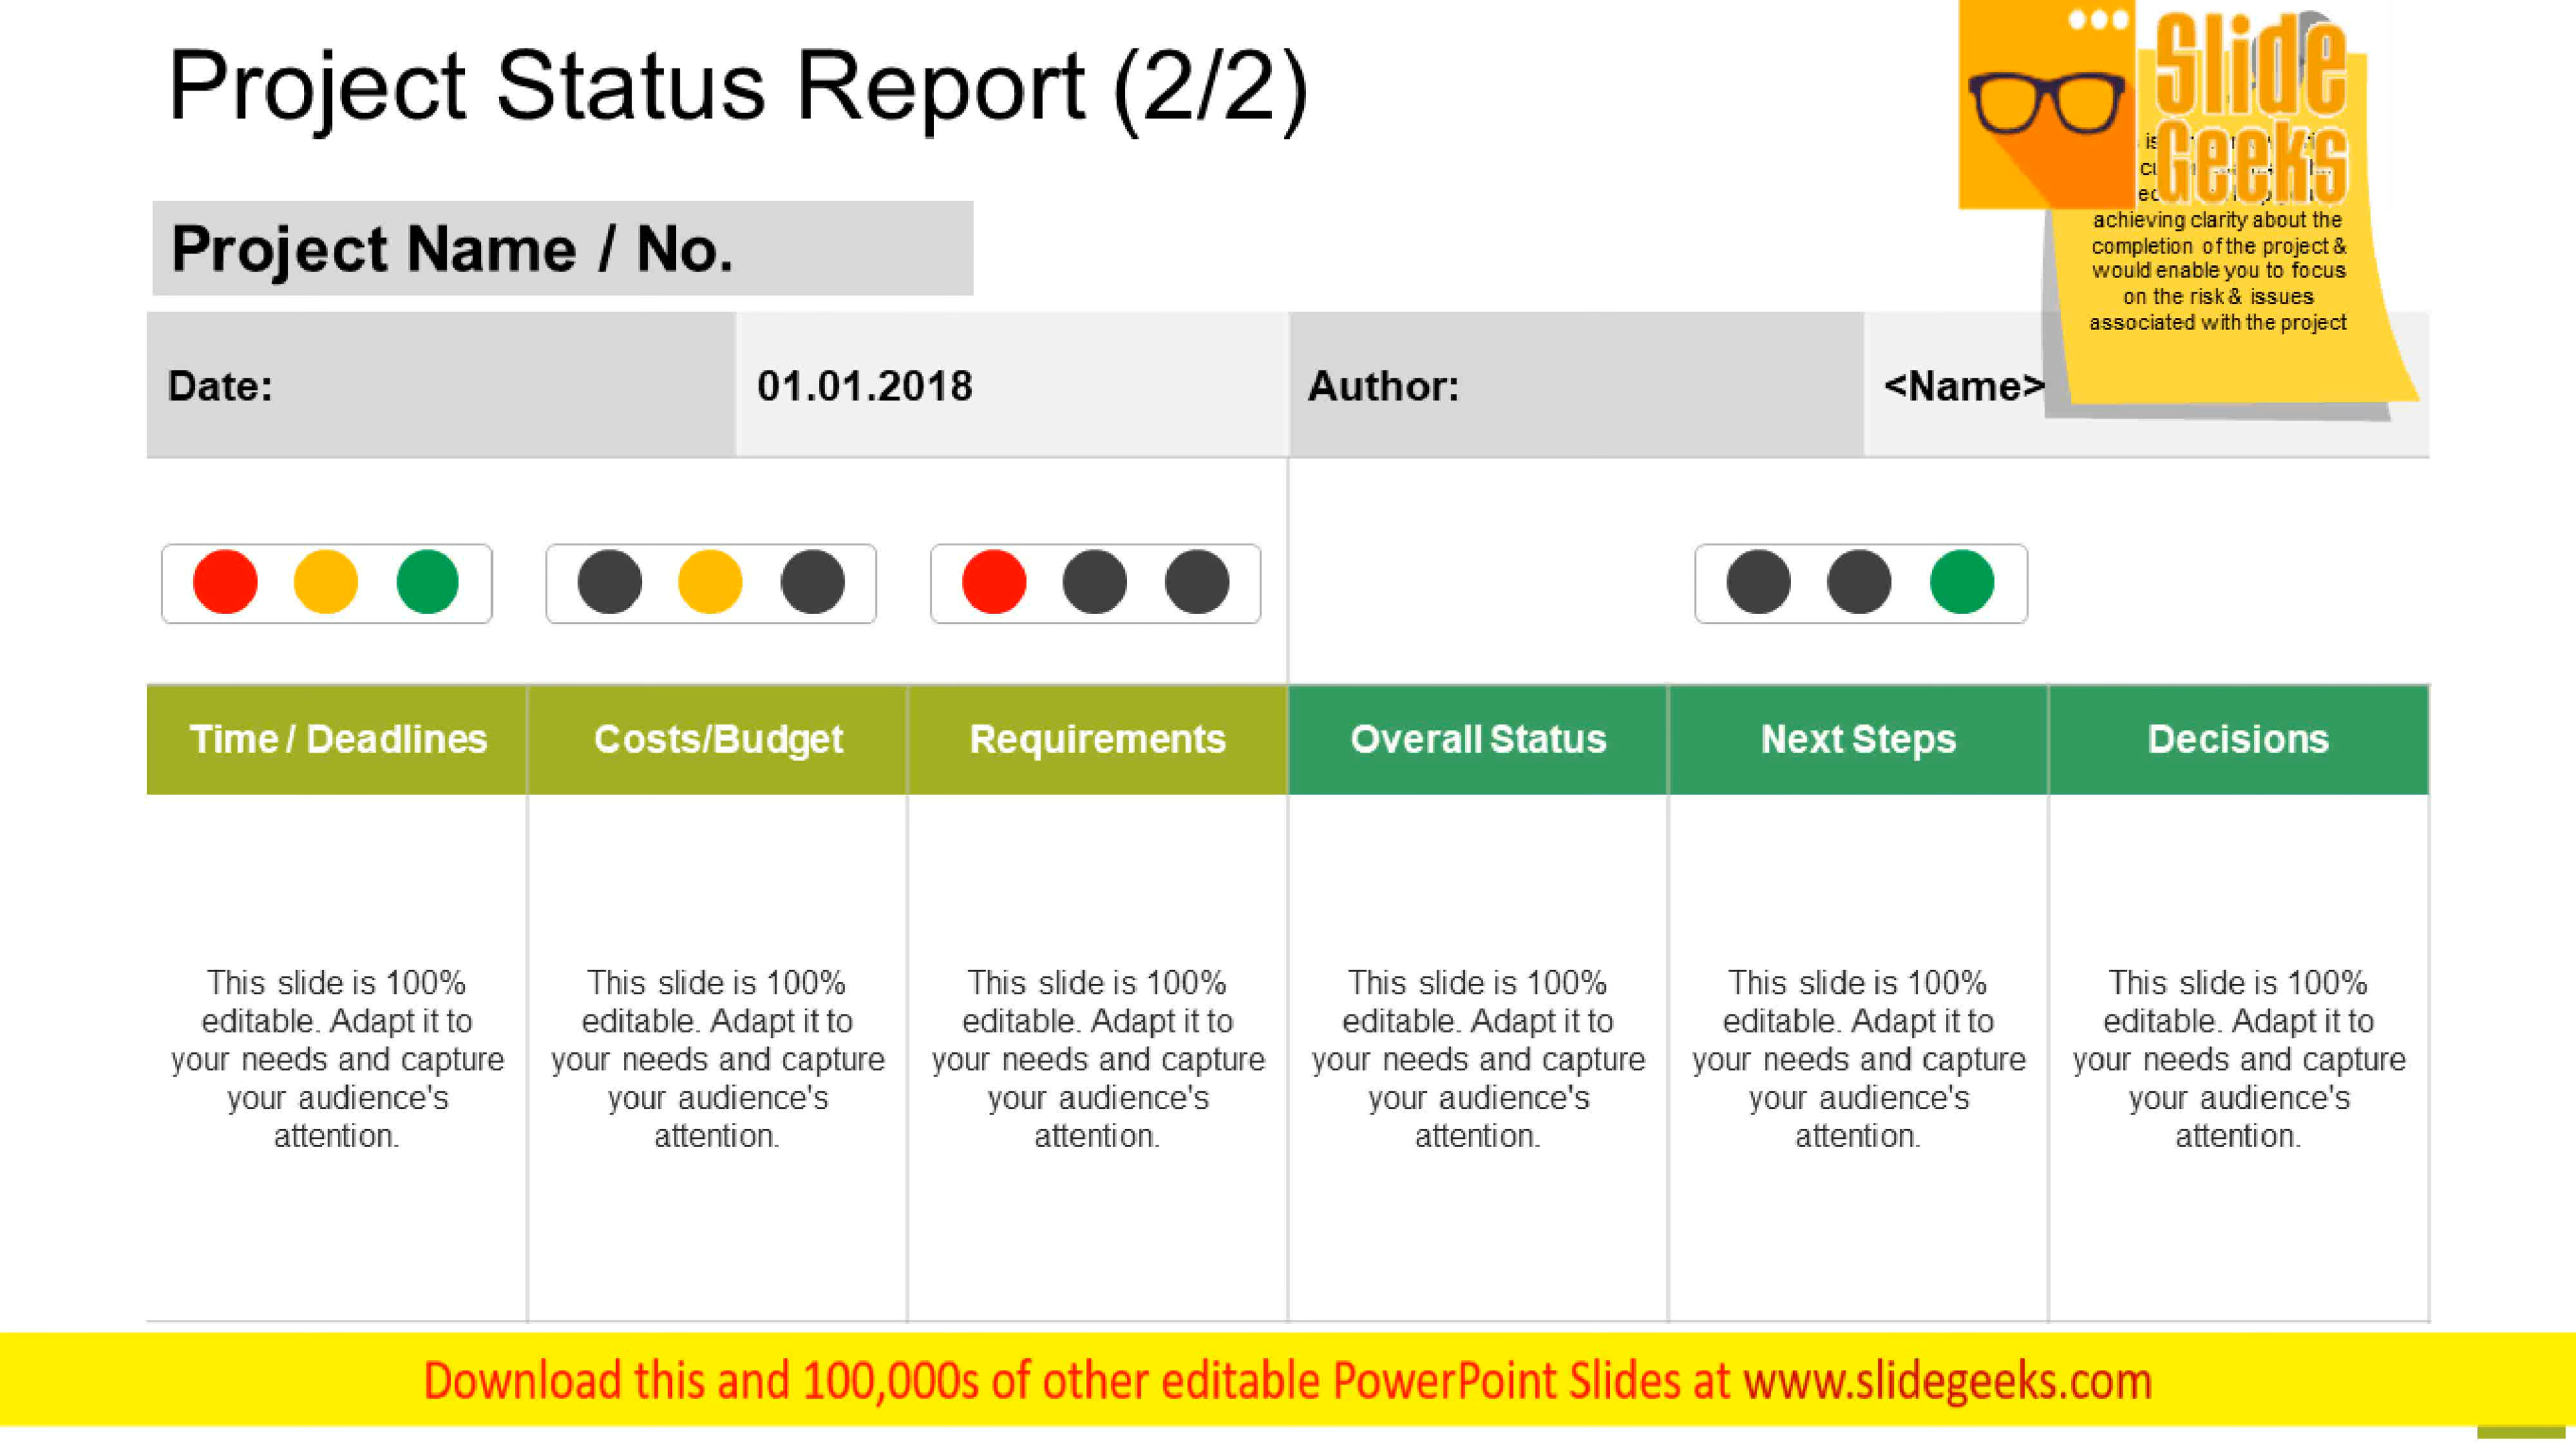 Project Status Report (2/2)
Slide
Geeks
achieving clarity about the
completion of the project &
would enable you to focus
on the risk & issues
associated with the project
Project Name / No.
Date:
01.01.2018
Author:
<Name>
Time / Deadlines
Costs/Budget
Requirements
Overall Status
Next Steps
Decisions
This slide is 100%
editable. Adapt it to
your needs and capture
your audience's
attention.
This slide is 100%
editable. Adapt it to
your needs and capture
your audience's
attention.
This slide is 100%
editable. Adapt it to
your needs and capture
your audience's
attention.
This slide is 100%
editable. Adapt it to
your needs and capture
your audience's
attention.
This slide is 100%
editable. Adapt it to
your needs and capture
your audience's
attention.
This slide is 100%
editable. Adapt it to
your needs and capture
your audience's
attention.
Download this and 100,000s of other editable PowerPoint Slides at www.slidegeeks.com